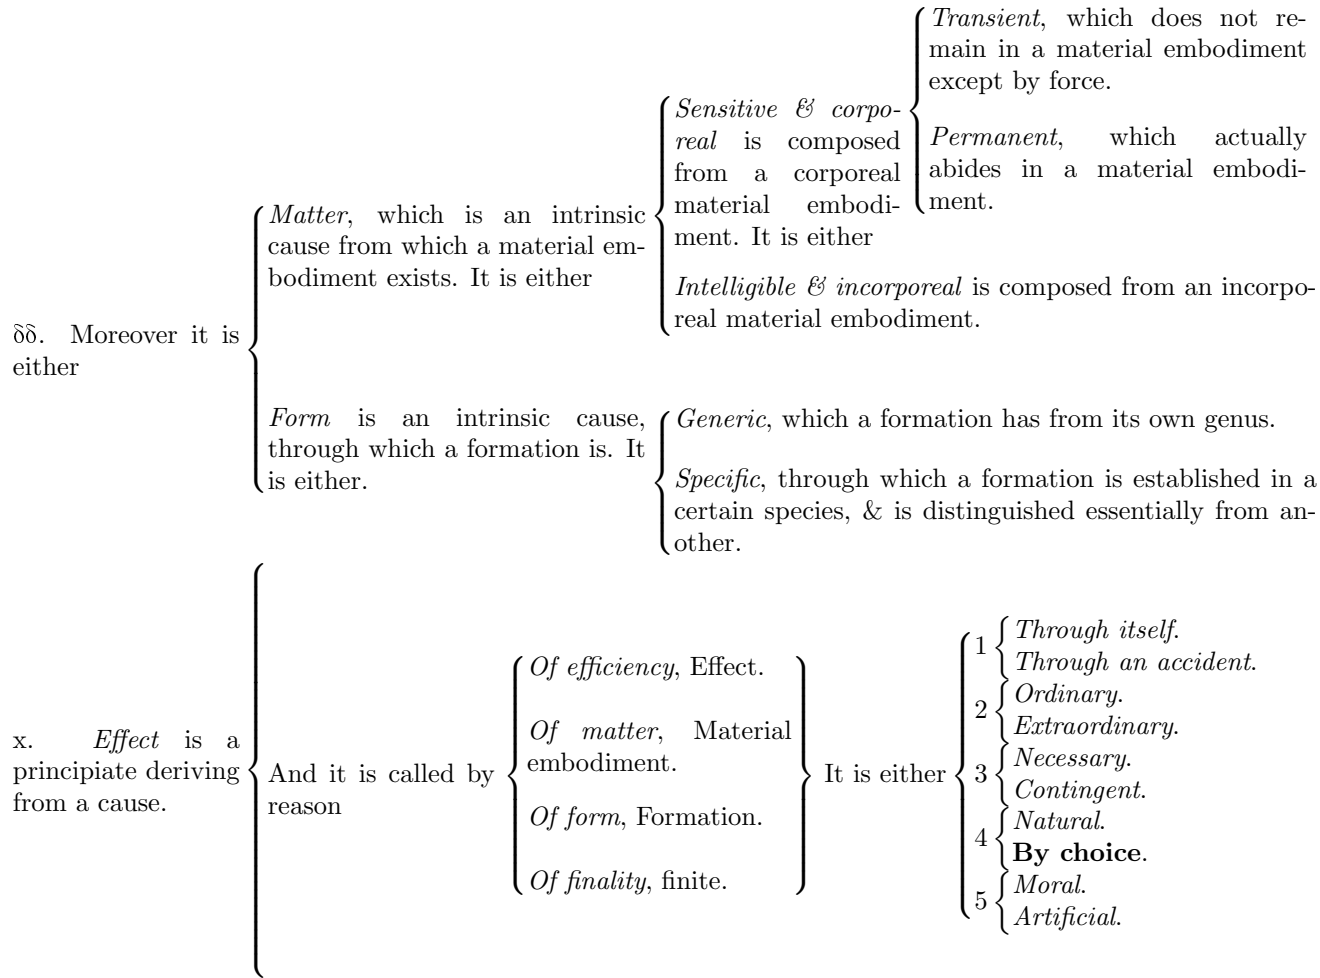 δδ. Moreover it is
either
Matter, which is an intrinsic
cause from which a material em-
bodiment exists. It is either
Sensitive & corpo-
real is composed
from a corporeal
material embodi-
ment. It is either
Transient, which does not re-
main in a material embodiment
except by force.
Permanent, which actually
abides in a material embodi-
ment.
Intelligible & incorporeal is composed from an incorpo-
real material embodiment.
Form is an intrinsic cause,
through which a formation is. It
is either.
Generic, which a formation has from its own genus.
Specific, through which a formation is established in a
certain species, & is distinguished essentially from an-
other.
x. Effect is a
principiate deriving
from a cause.
And it is called by
reason
Of efficiency, Effect.
Of matter, Material
embodiment.
Of form, Formation.
Of finality, finite.
It is either
1
Through itself.
Through an accident.
2
Ordinary.
Extraordinary.
3
Necessary.
Contingent.
4
Natural.
By choice.
5
Moral.
Artificial.